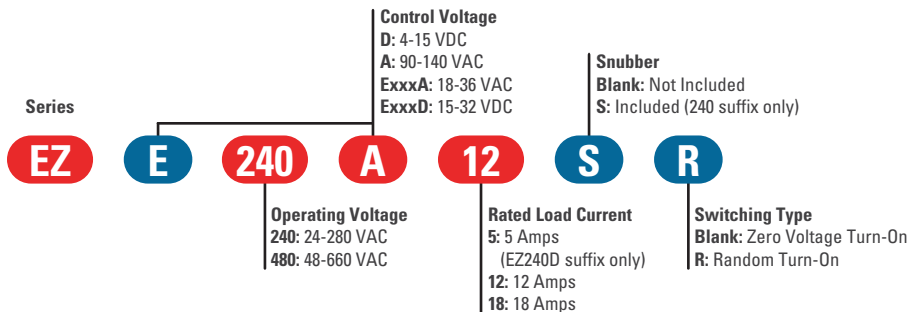 Control Voltage
D: 4-15 VDC
A: 90-140 VAC
ExxxA: 18-36 VAC
ExxxD: 15-32 VDC
Snubber
Blank: Not Included
S: Included (240 suffix only)
Series
EZ E 240 A 12 S R
Operating Voltage
240: 24-280 VAC
480: 48-660 VAC
Rated Load Current
5: 5 Amps
(EZ240D suffix only)
12: 12 Amps
18: 18 Amps
Switching Type
Blank: Zero Voltage Turn-On
R: Random Turn-On